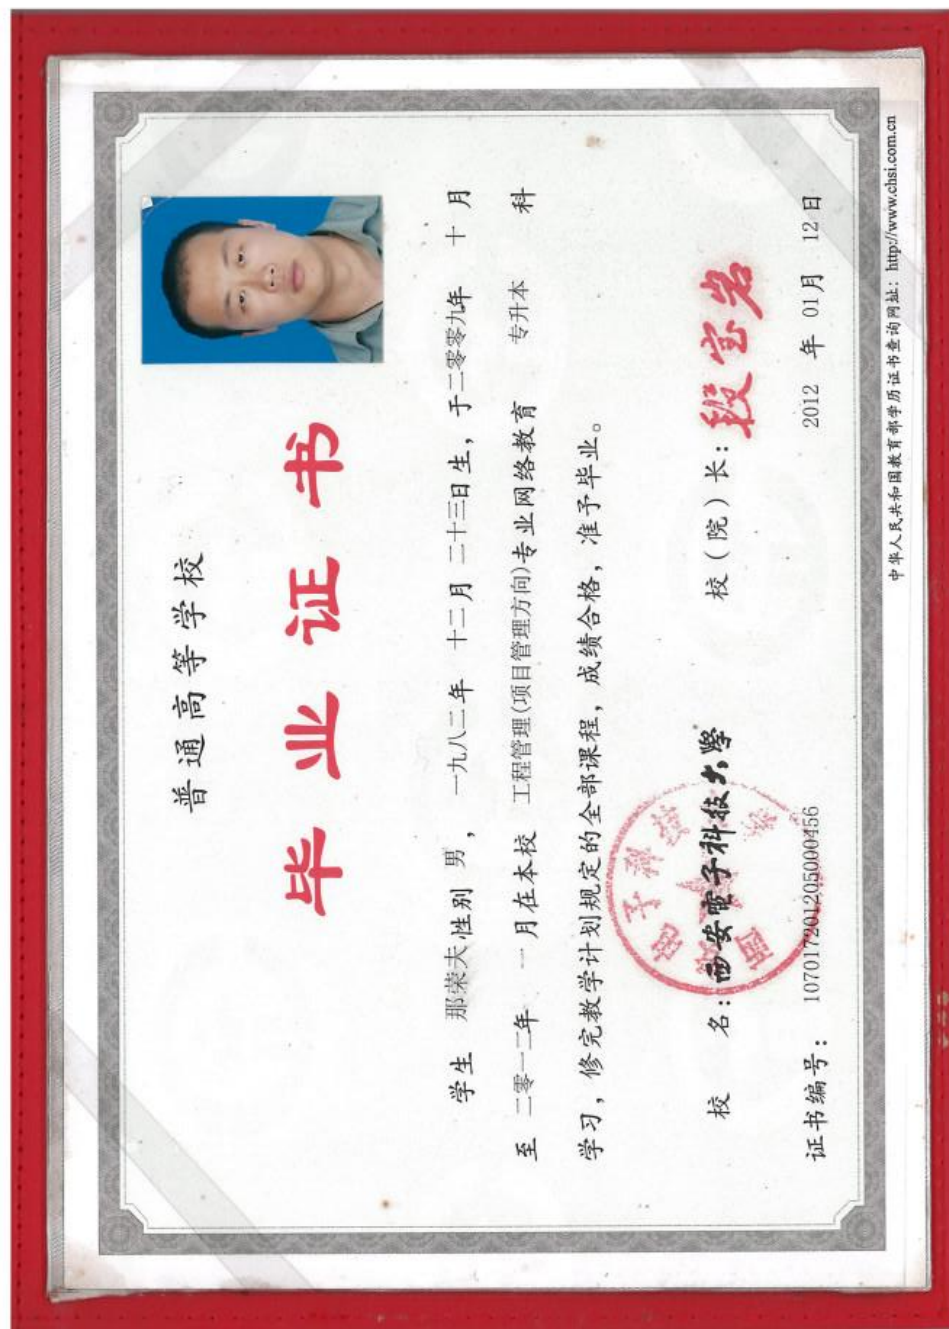 普通高等学校
毕业证书
学生 那荣夫 性别 男，一九八二年 十二月 二十三日生，于二零零九年 十 月
至 二零一二年 一 月在本校 工程管理(项目管理方向)专业网络教育 专升本 科
学习，修完教学计划规定的全部课程，成绩合格，准予毕业。
校 名：西安电子科技大学 校（院）长：段宝岩
证书编号： 107017201205000456 2012 年 01月 12日
中华人民共和国教育部学历证书查询网址：http://www.chsi.com.cn